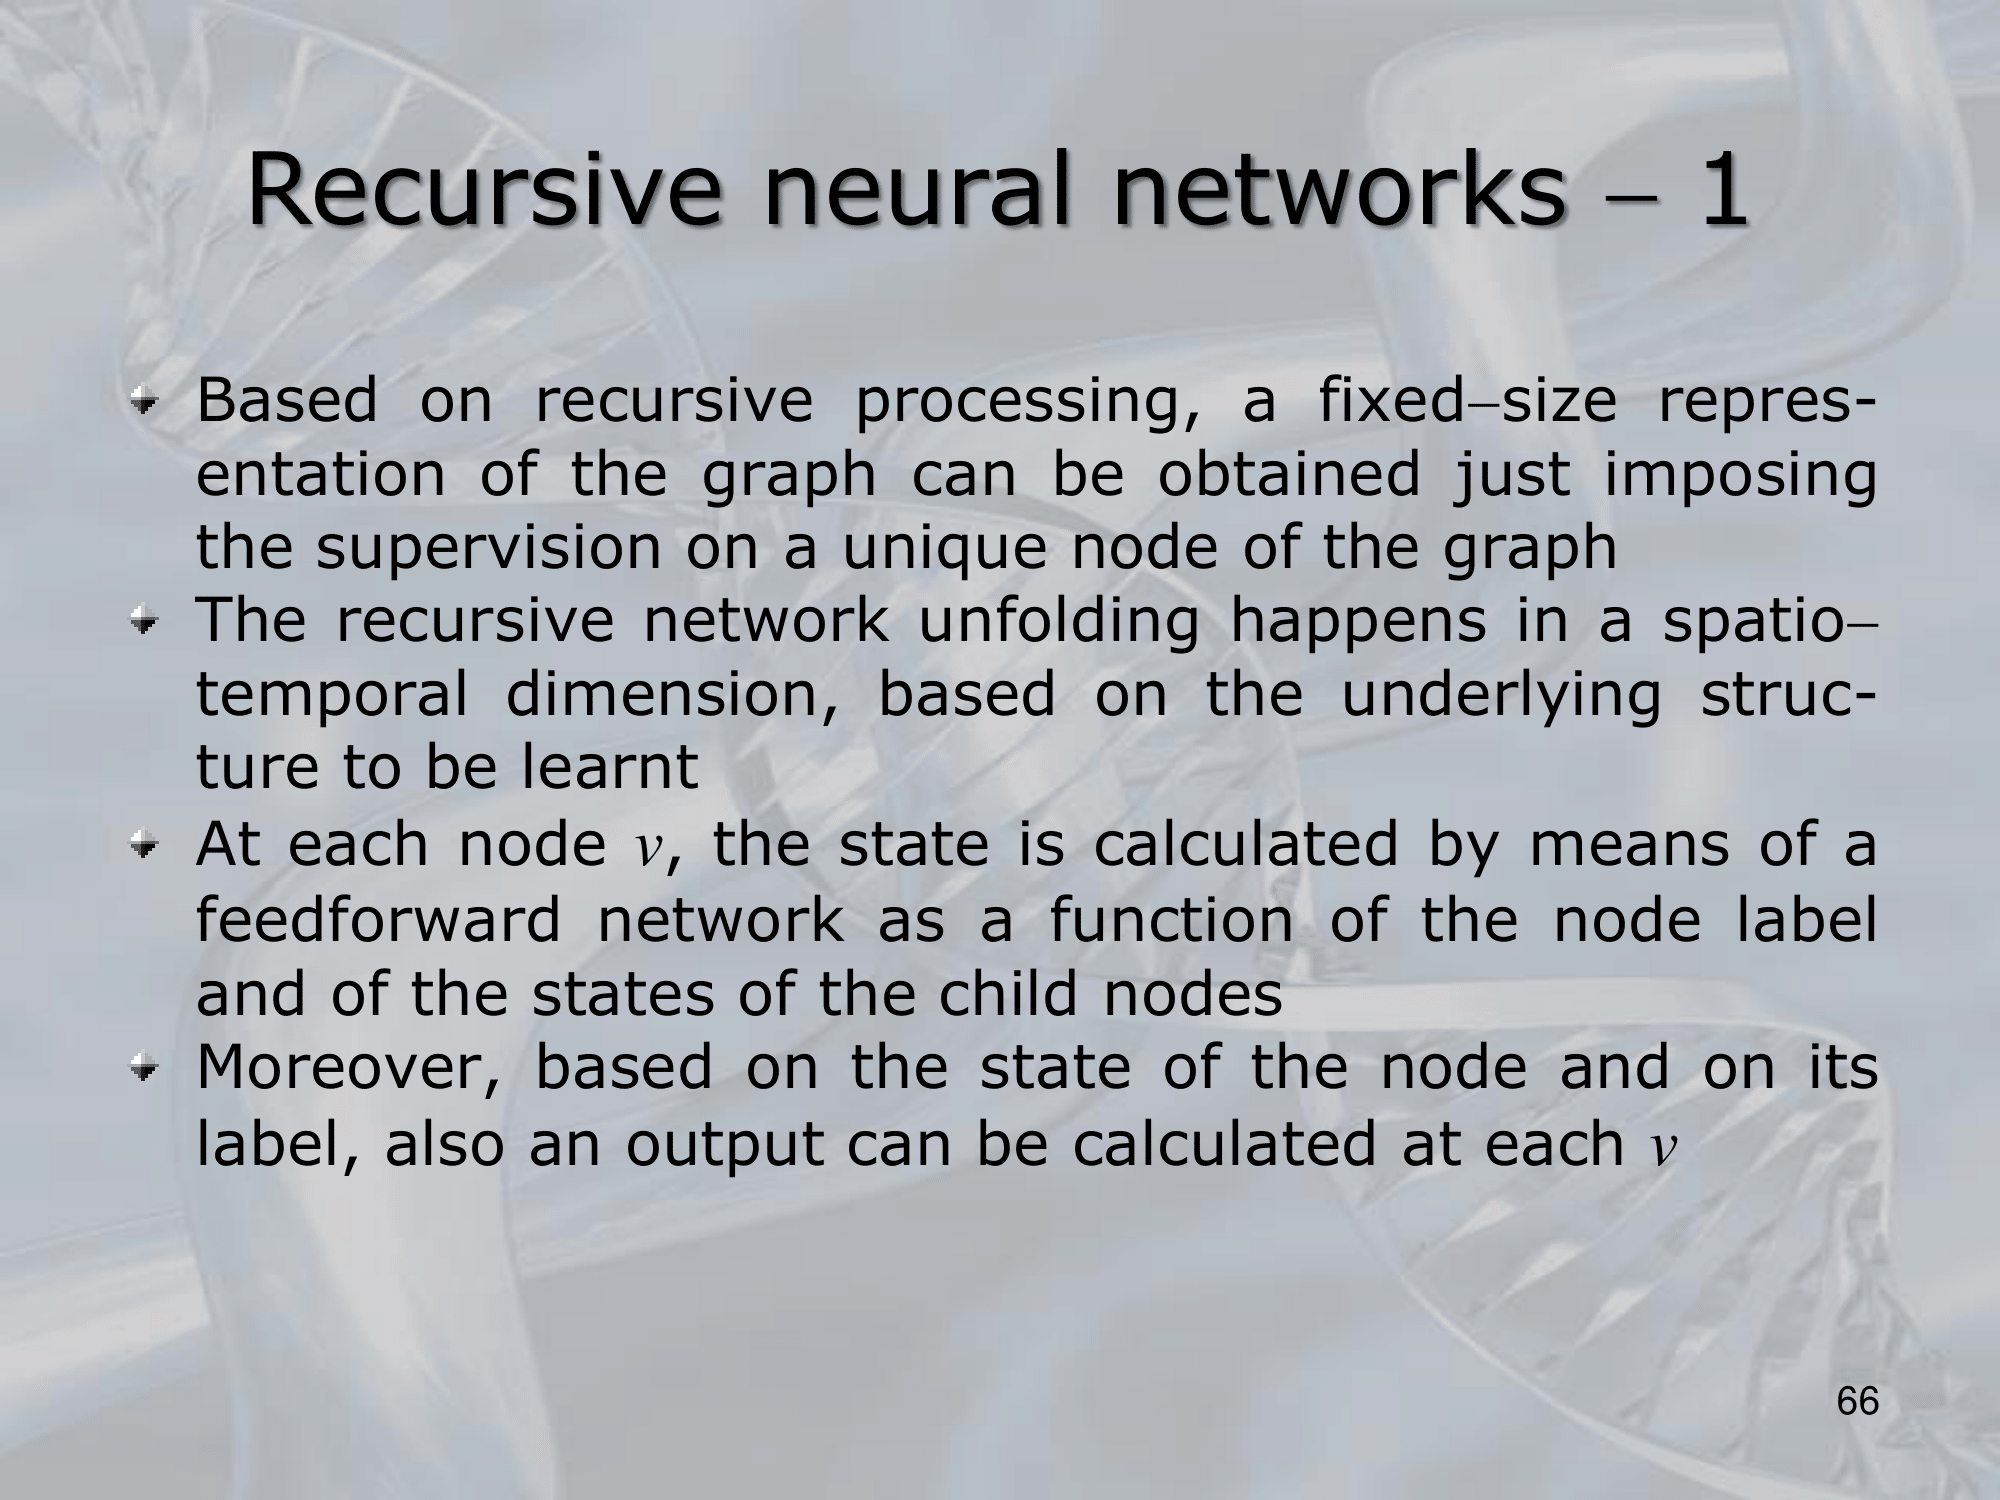 Recursive neural networks – 1
Based on recursive processing, a fixed–size repres-
entation of the graph can be obtained just imposing
the supervision on a unique node of the graph
The recursive network unfolding happens in a spatio–
temporal dimension, based on the underlying struc-
ture to be learnt
At each node v, the state is calculated by means of a
feedforward network as a function of the node label
and of the states of the child nodes
Moreover, based on the state of the node and on its
label, also an output can be calculated at each v
66